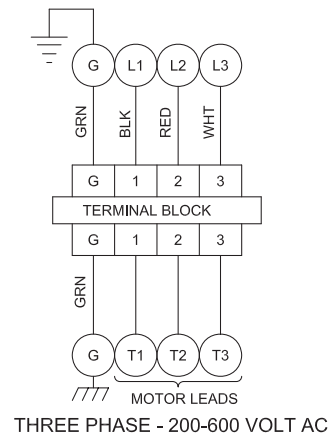 G L1 L2 L3
GRN BLK RED WHT
G 1 2 3
TERMINAL BLOCK
G 1 2 3
GRN
G T1 T2 T3
MOTOR LEADS
THREE PHASE - 200-600 VOLT AC